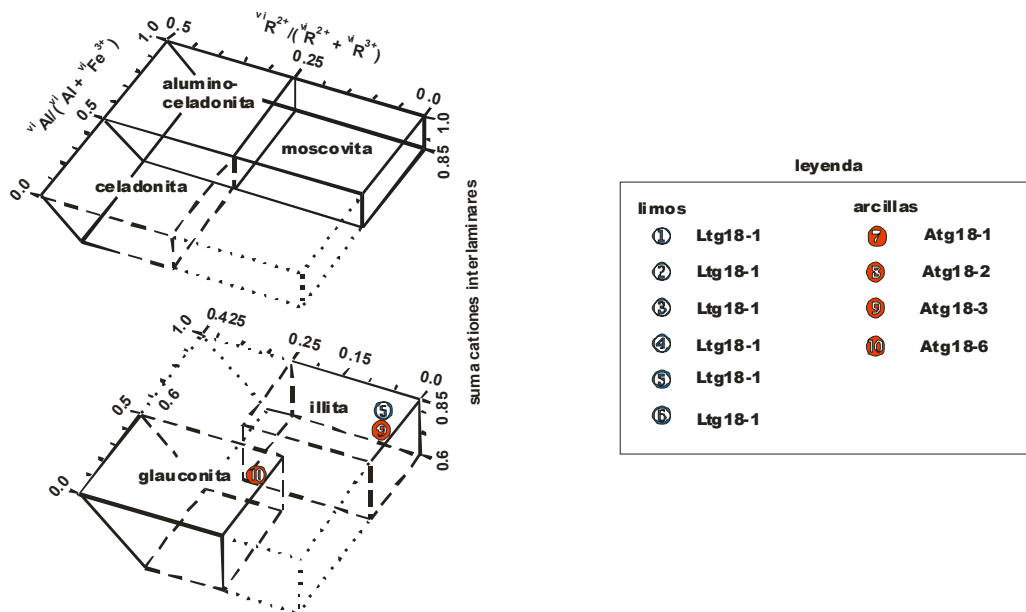 ᵛⁱR²⁺/(ᵛⁱR²⁺ + ᵛⁱR³⁺)
ᵛⁱAl/(ᵛⁱAl + ᵛⁱFe³⁺)
1.0 0.5
0.25
0.0
0.5
0.0
1.0
0.85
alumino-
celadonita
moscovita
celadonita
suma cationes interlaminares
1.0 0.425
0.25 0.15 0.0
0.5 0.6
0.0
0.85
0.6
illita
5
9
glauconita 10
leyenda
limos arcillas
1 Ltg18-1 7 Atg18-1
2 Ltg18-1 8 Atg18-2
3 Ltg18-1 9 Atg18-3
4 Ltg18-1 10 Atg18-6
5 Ltg18-1
6 Ltg18-1